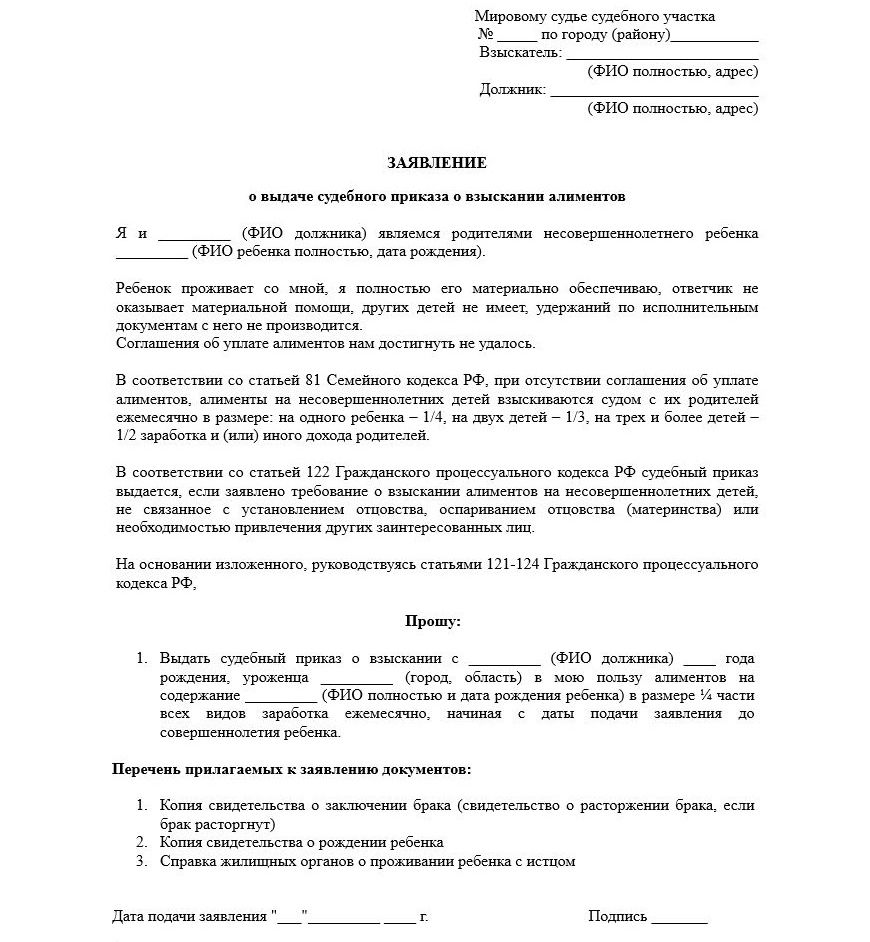 Мировому судье судебного участка
№ _____ по городу (району)___________
Взыскатель: ________________________
(ФИО полностью, адрес)
Должник: __________________________
(ФИО полностью, адрес)
ЗАЯВЛЕНИЕ
о выдаче судебного приказа о взыскании алиментов
Я и _________ (ФИО должника) являемся родителями несовершеннолетнего ребенка
_________ (ФИО ребенка полностью, дата рождения).
Ребенок проживает со мной, я полностью его материально обеспечиваю, ответчик не
оказывает материальной помощи, других детей не имеет, удержаний по исполнительным
документам с него не производится.
Соглашения об уплате алиментов нам достигнуть не удалось.
В соответствии со статьей 81 Семейного кодекса РФ, при отсутствии соглашения об уплате
алиментов, алименты на несовершеннолетних детей взыскиваются судом с их родителей
ежемесячно в размере: на одного ребенка – 1/4, на двух детей – 1/3, на трех и более детей –
1/2 заработка и (или) иного дохода родителей.
В соответствии со статьей 122 Гражданского процессуального кодекса РФ судебный приказ
выдается, если заявлено требование о взыскании алиментов на несовершеннолетних детей,
не связанное с установлением отцовства, оспариванием отцовства (материнства) или
необходимостью привлечения других заинтересованных лиц.
На основании изложенного, руководствуясь статьями 121-124 Гражданского процессуального
кодекса РФ,
Прошу:
1. Выдать судебный приказ о взыскании с _________ (ФИО должника) ____ года
рождения, уроженца _________ (город, область) в мою пользу алиментов на
содержание _________ (ФИО полностью и дата рождения ребенка) в размере ¼ части
всех видов заработка ежемесячно, начиная с даты подачи заявления до
совершеннолетия ребенка.
Перечень прилагаемых к заявлению документов:
1. Копия свидетельства о заключении брака (свидетельство о расторжении брака, если
брак расторгнут)
2. Копия свидетельства о рождении ребенка
3. Справка жилищных органов о проживании ребенка с истцом
Дата подачи заявления "___"_________ ____ г. Подпись _______